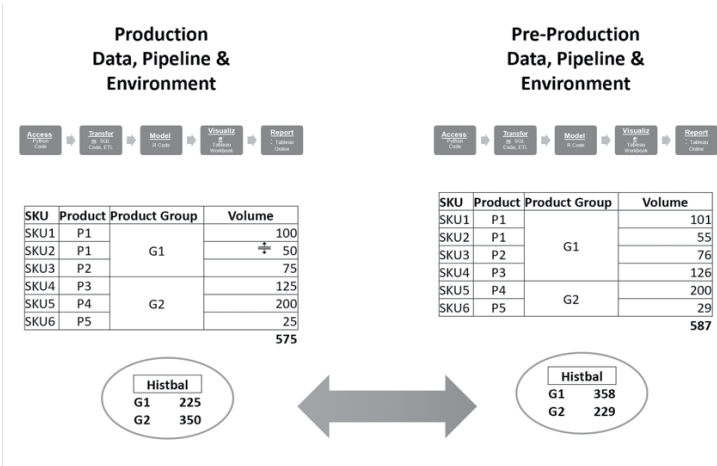 Production
Data, Pipeline &
Environment
Access
Python
Code
Transfor
m SQL
Code, ETL
Model
R Code
Visualiz
e
Tableau
Workbook
Report
: Tableau
Online
SKU Product Product Group Volume
SKU1 P1 100
SKU2 P1 G1 50
SKU3 P2 75
SKU4 P3 125
SKU5 P4 G2 200
SKU6 P5 25
575
Histbal
G1 225
G2 350
Pre-Production
Data, Pipeline &
Environment
Access
Python
Code
Transfor
m SQL
Code, ETL
Model
R Code
Visualiz
e
Tableau
Workbook
Report
: Tableau
Online
SKU Product Product Group Volume
SKU1 P1 101
SKU2 P1 55
SKU3 P2 G1 76
SKU4 P3 126
SKU5 P4 G2 200
SKU6 P5 29
587
Histbal
G1 358
G2 229